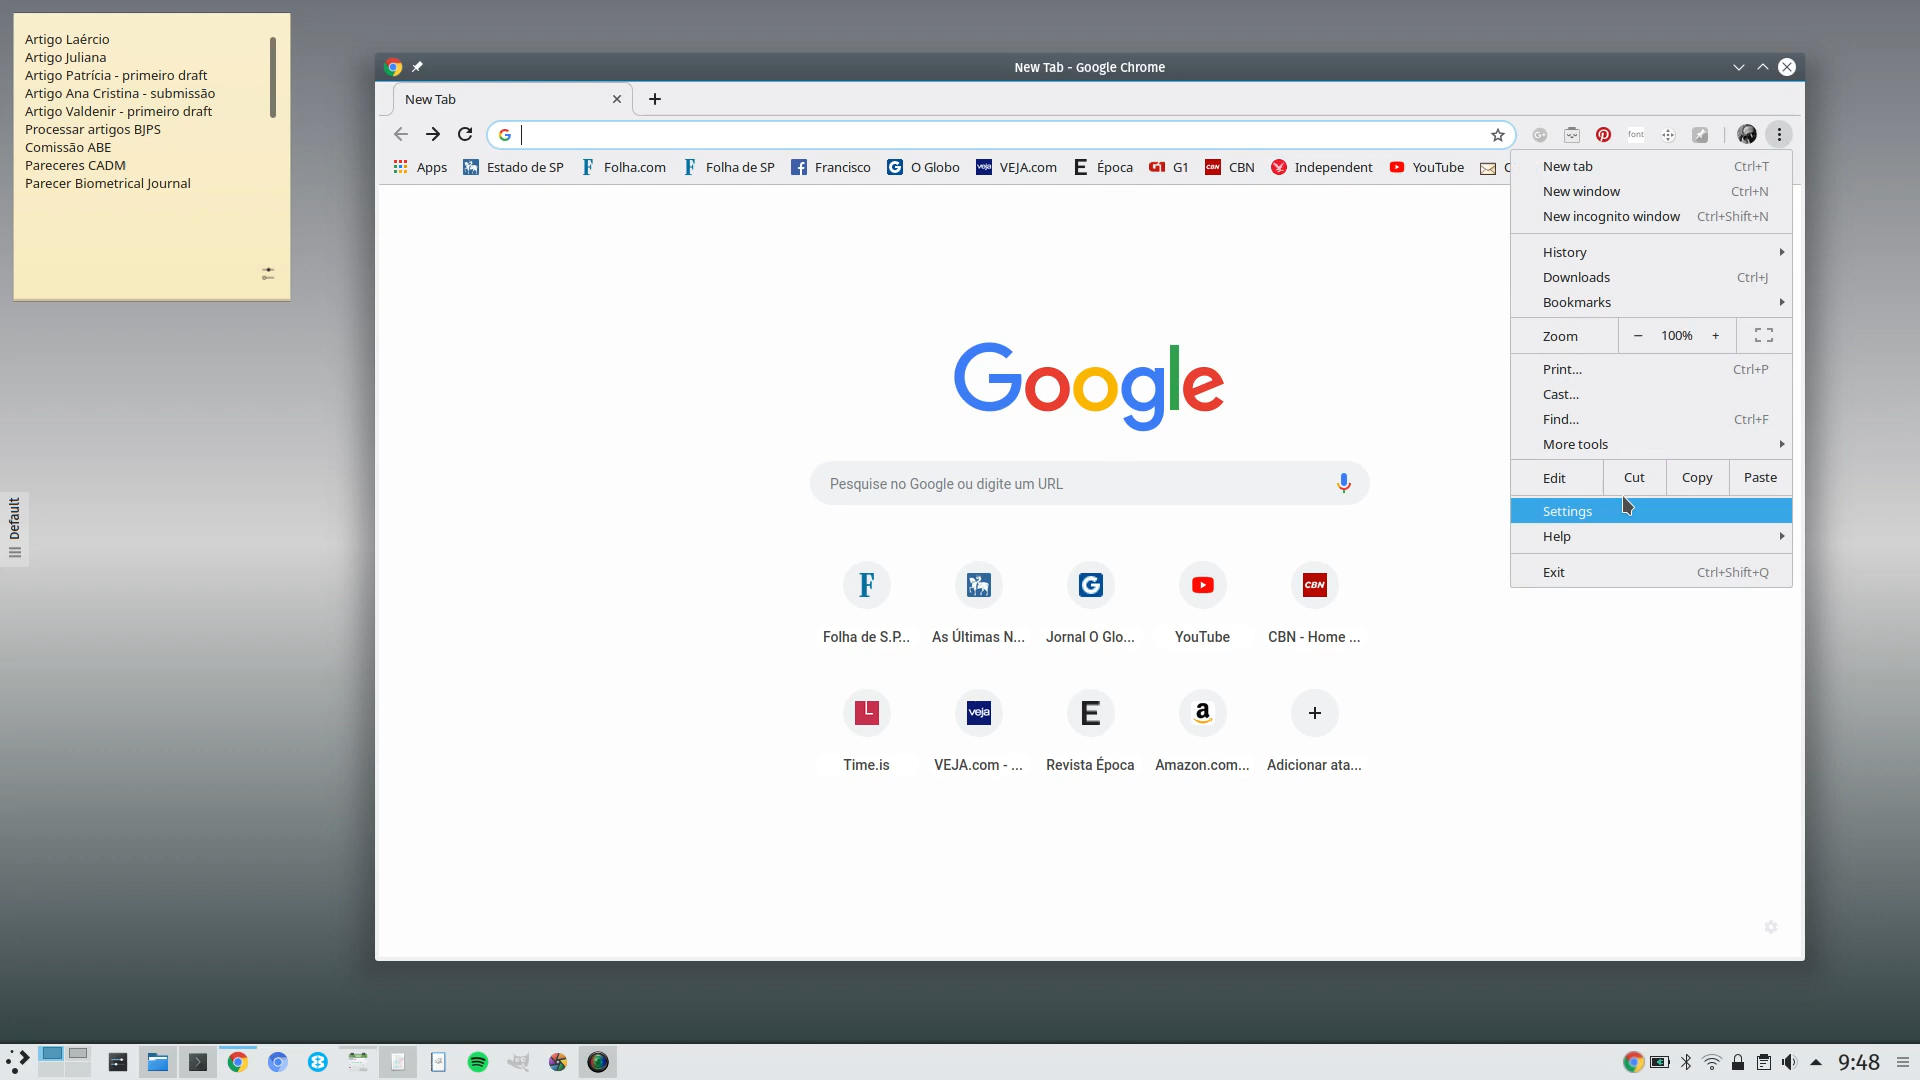 Artigo Laércio
Artigo Juliana
Artigo Patrícia - primeiro draft
Artigo Ana Cristina - submissão
Artigo Valdenir - primeiro draft
Processar artigos BJPS
Comissão ABE
Pareceres CADM
Parecer Biometrical Journal
Default
New Tab - Google Chrome
New Tab
font
Apps Estado de SP Folha.com Folha de SP Francisco O Globo VEJA.com Época G1 CBN Independent YouTube
New tab Ctrl+T
New window Ctrl+N
New incognito window Ctrl+Shift+N
History
Downloads Ctrl+J
Bookmarks
Zoom − 100% +
Print... Ctrl+P
Cast...
Find... Ctrl+F
More tools
Edit Cut Copy Paste
Settings
Help
Exit Ctrl+Shift+Q
Google
Pesquise no Google ou digite um URL
Folha de S.P... As Últimas N... Jornal O Glo... YouTube CBN - Home ...
Time.is VEJA.com - ... Revista Época Amazon.com... Adicionar ata...
9:48